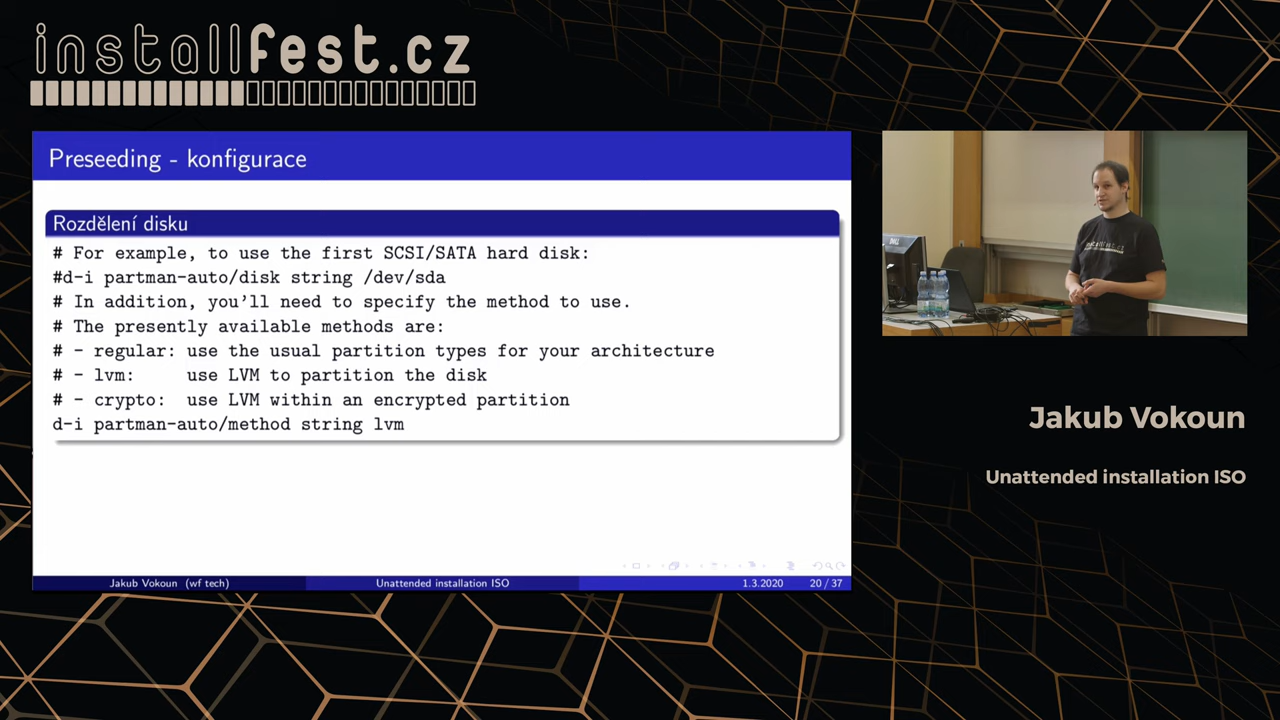 installfest.cz
Preseeding - konfigurace
Rozdělení disku
# For example, to use the first SCSI/SATA hard disk:
#d-i partman-auto/disk string /dev/sda
# In addition, you'll need to specify the method to use.
# The presently available methods are:
# - regular: use the usual partition types for your architecture
# - lvm: use LVM to partition the disk
# - crypto: use LVM within an encrypted partition
d-i partman-auto/method string lvm
Jakub Vokoun (wf tech) Unattended installation ISO 1.3.2020 20 / 37
installfest.cz
Jakub Vokoun
Unattended installation ISO